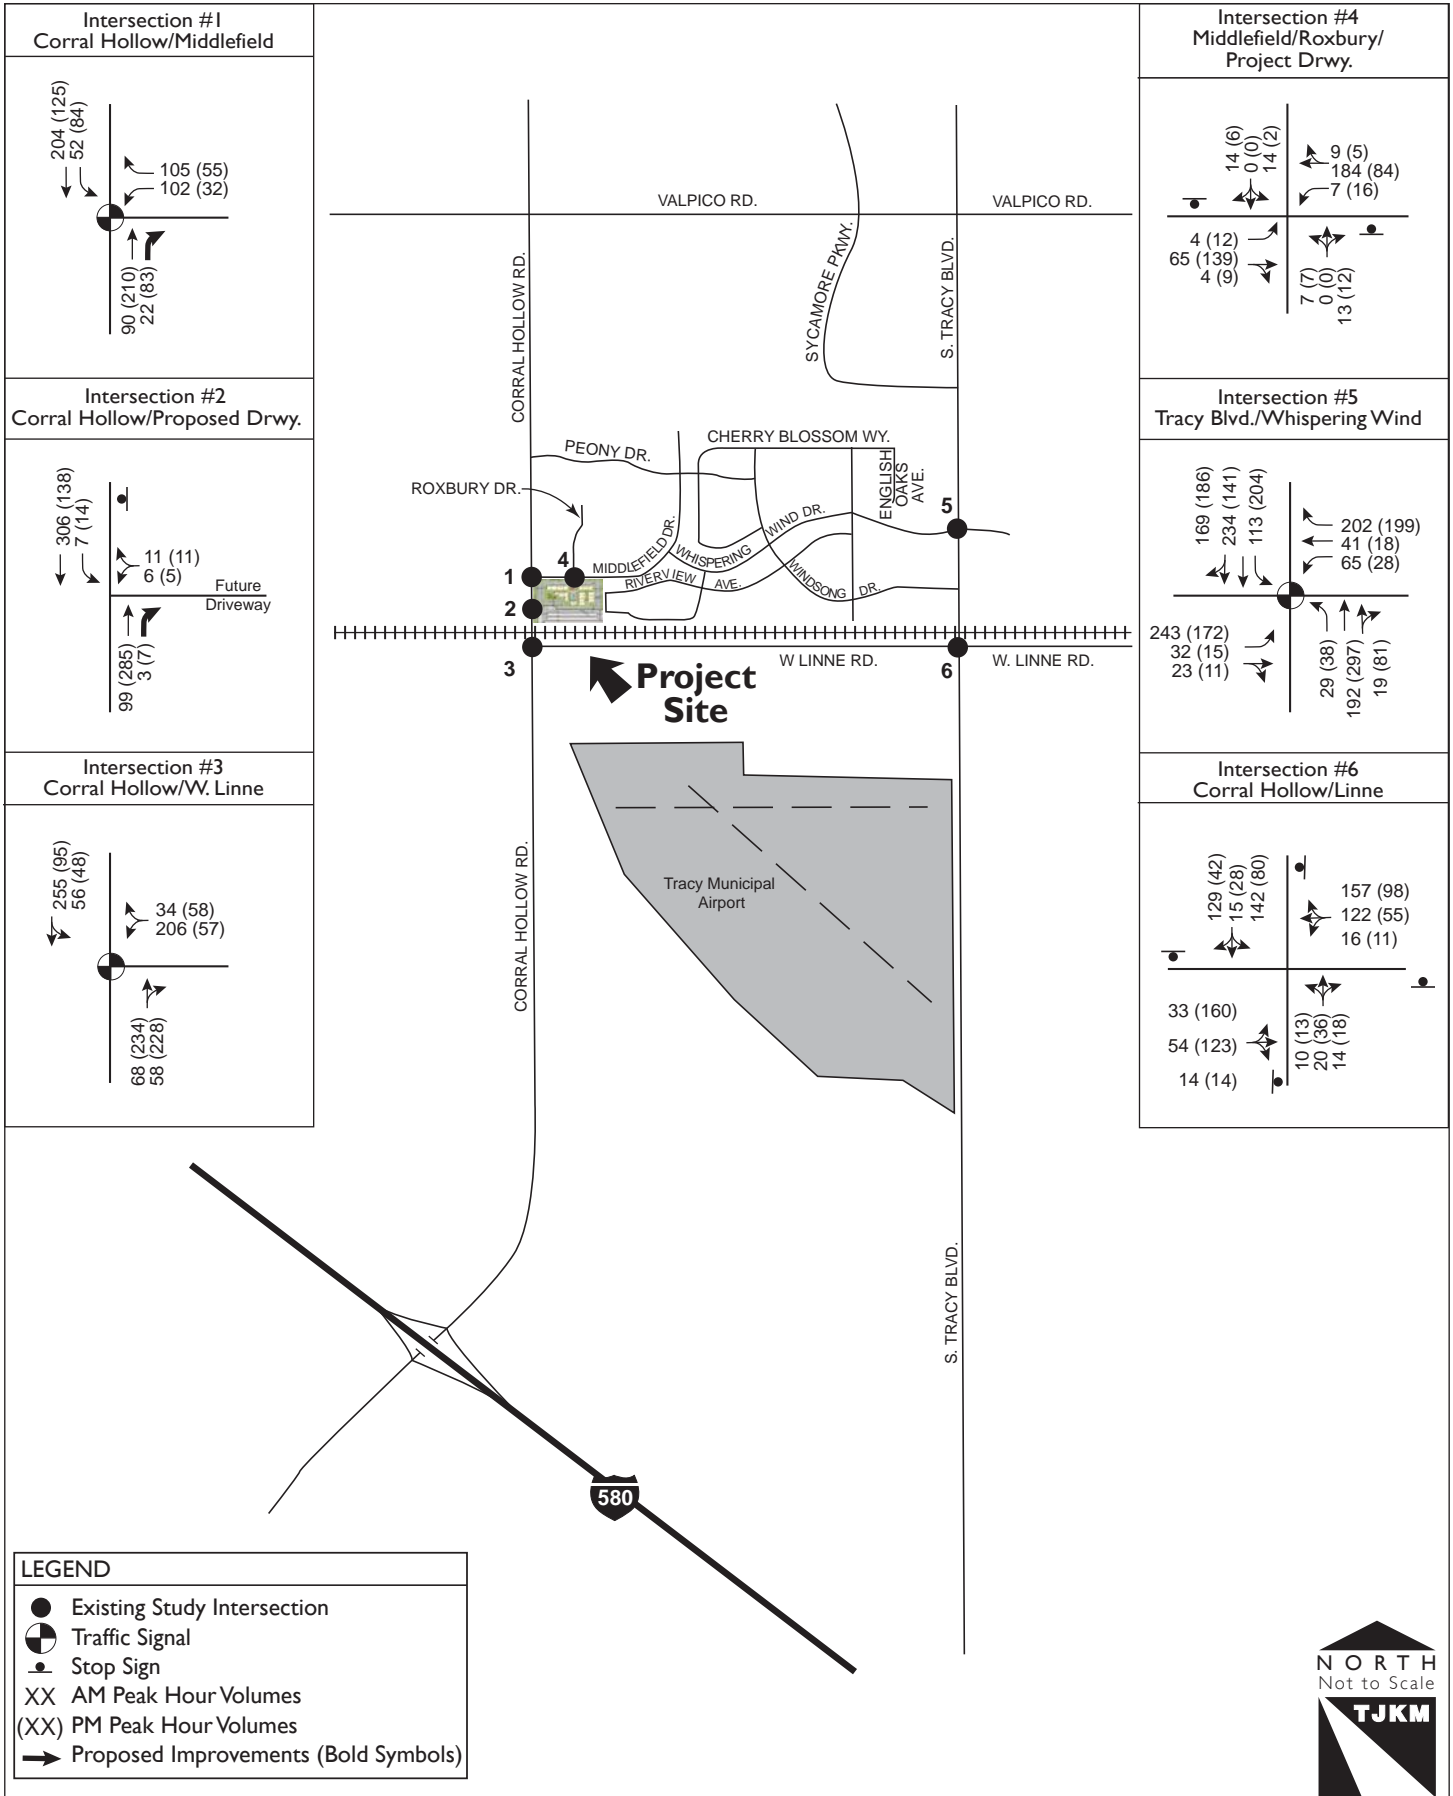 Intersection #1
Corral Hollow/Middlefield
204 (125)
52 (84)
105 (55)
102 (32)
90 (210)
22 (83)
Intersection #2
Corral Hollow/Proposed Drwy.
306 (138)
7 (14)
11 (11)
6 (5)
Future
Driveway
99 (285)
3 (7)
Intersection #3
Corral Hollow/W. Linne
255 (95)
56 (48)
34 (58)
206 (57)
68 (234)
58 (228)
VALPICO RD.
VALPICO RD.
CORRAL HOLLOW RD.
SYCAMORE PKWY.
S. TRACY BLVD.
PEONY DR.
CHERRY BLOSSOM WY.
ENGLISH
OAKS
AVE.
ROXBURY DR.
MIDDLEFIELD DR.
WHISPERING WIND DR.
RIVERVIEW AVE.
WINDSONG DR.
1
2
3
4
5
6
W LINNE RD.
W. LINNE RD.
Project
Site
Tracy Municipal
Airport
CORRAL HOLLOW RD.
S. TRACY BLVD.
580
Intersection #4
Middlefield/Roxbury/
Project Drwy.
14 (6)
0 (0)
14 (2)
9 (5)
184 (84)
7 (16)
4 (12)
65 (139)
4 (9)
7 (7)
0 (0)
13 (12)
Intersection #5
Tracy Blvd./Whispering Wind
169 (186)
234 (141)
113 (204)
202 (199)
41 (18)
65 (28)
243 (172)
32 (15)
23 (11)
29 (38)
192 (297)
19 (81)
Intersection #6
Corral Hollow/Linne
129 (42)
15 (28)
142 (80)
157 (98)
122 (55)
16 (11)
33 (160)
54 (123)
14 (14)
10 (13)
20 (36)
14 (18)
LEGEND
Existing Study Intersection
Traffic Signal
Stop Sign
XX AM Peak Hour Volumes
(XX) PM Peak Hour Volumes
Proposed Improvements (Bold Symbols)
NORTH
Not to Scale
TJKM